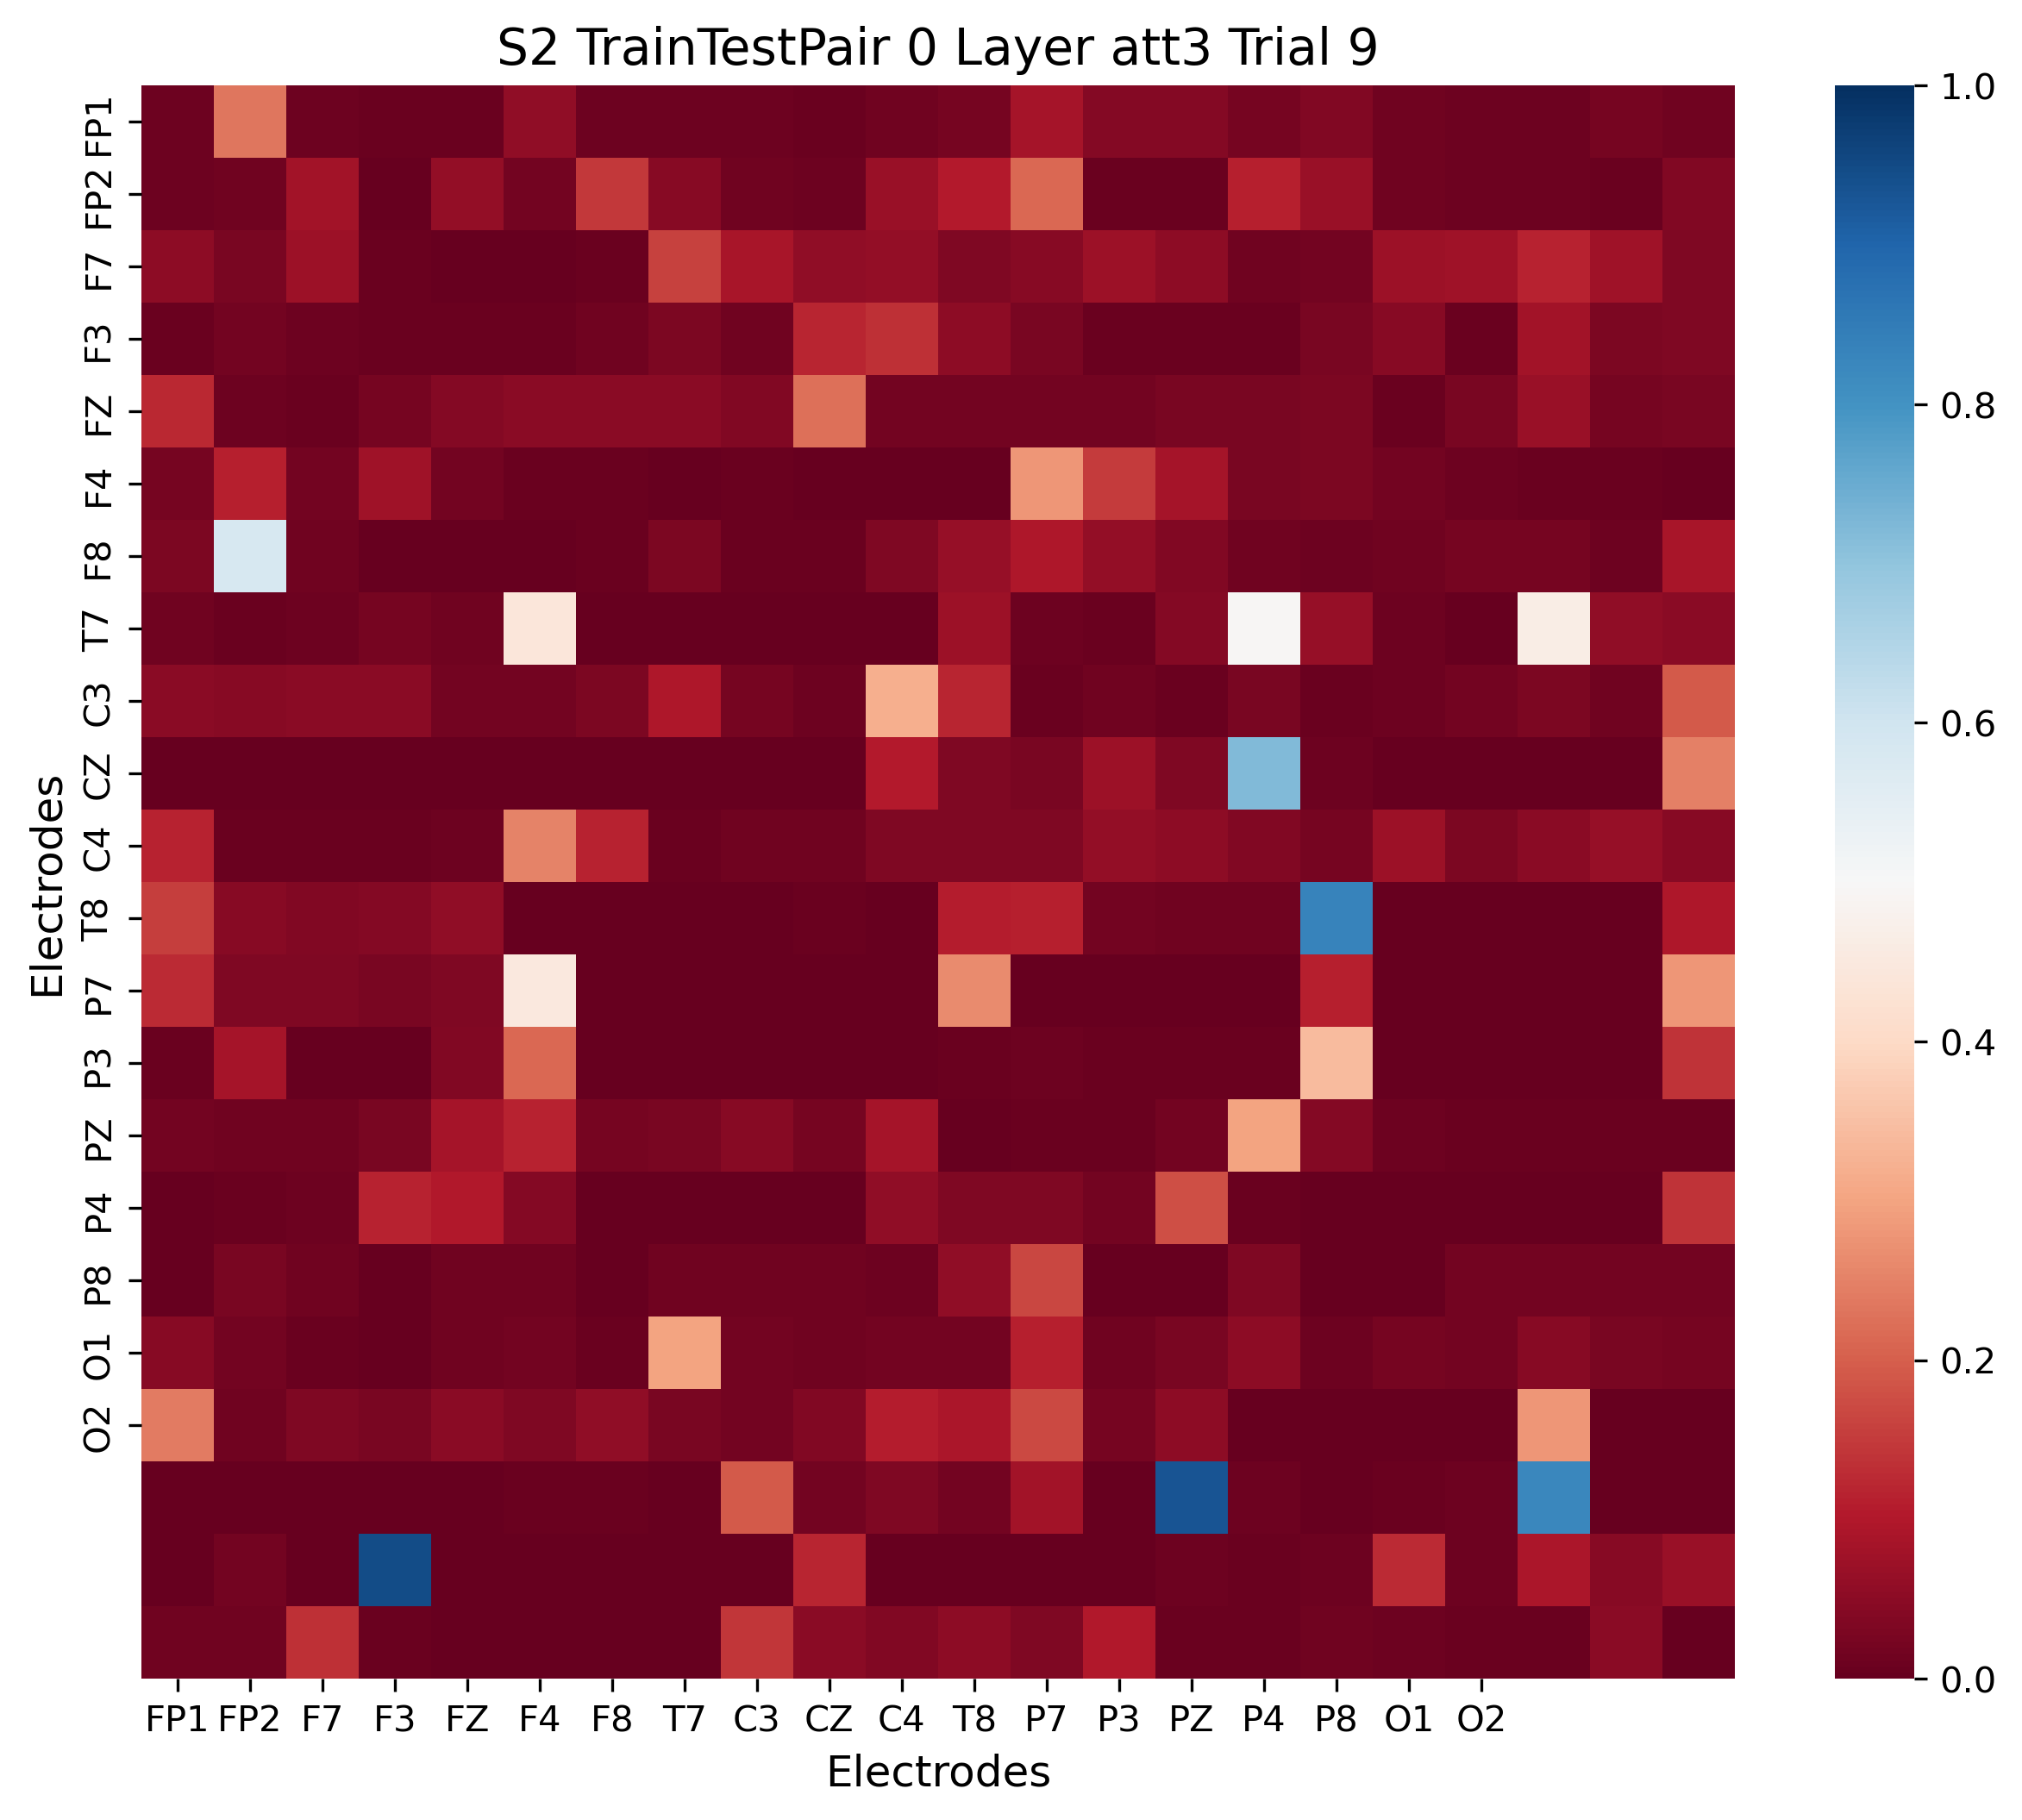 S2 TrainTestPair 0 Layer att3 Trial 9
Electrodes
FP1
FP2
F7
F3
FZ
F4
F8
T7
C3
CZ
C4
T8
P7
P3
PZ
P4
P8
O1
O2
FP1 FP2 F7 F3 FZ F4 F8 T7 C3 CZ C4 T8 P7 P3 PZ P4 P8 O1 O2
Electrodes
1.0
0.8
0.6
0.4
0.2
0.0